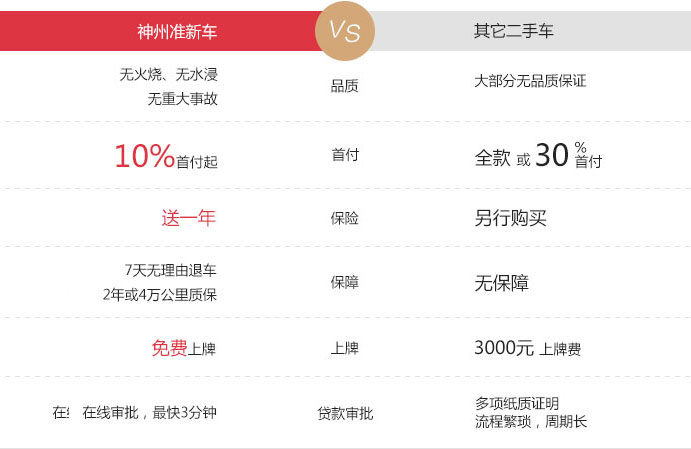 神州准新车 VS 其它二手车
无火烧、无水浸
无重大事故
品质
大部分无品质保证
10%首付起
首付
全款 或 30%首付
送一年
保险
另行购买
7天无理由退车
2年或4万公里质保
保障
无保障
免费上牌
上牌
3000元 上牌费
在线审批，最快3分钟
贷款审批
多项纸质证明
流程繁琐，周期长